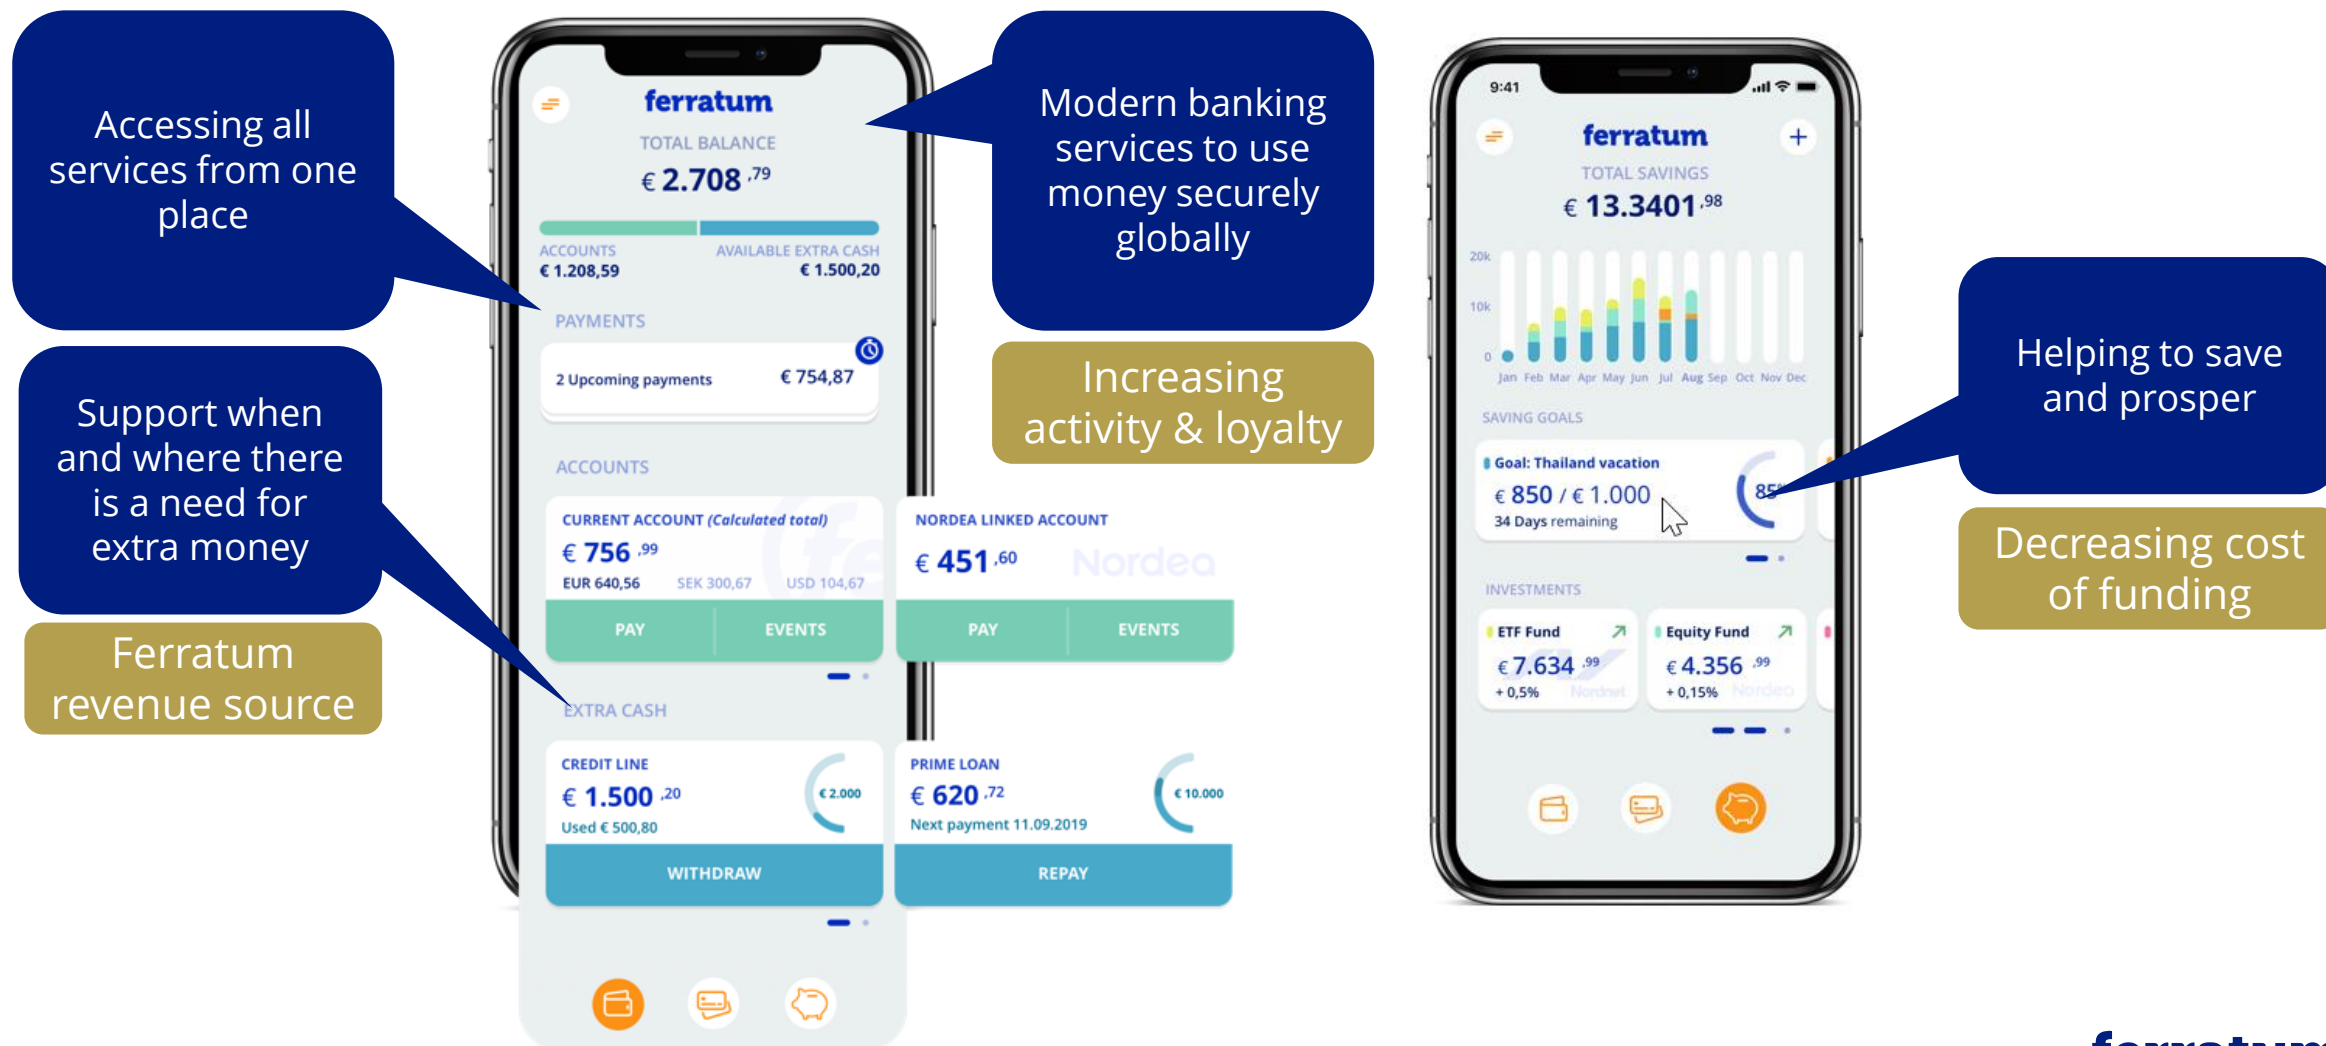 Accessing all
services from one
place
Support when
and where there
is a need for
extra money
Ferratum
revenue source
ferratum
TOTAL BALANCE
€ 2.708 ,79
ACCOUNTS AVAILABLE EXTRA CASH
€ 1.208,59 € 1.500,20
PAYMENTS
2 Upcoming payments € 754,87
ACCOUNTS
CURRENT ACCOUNT (Calculated total)
€ 756 ,99
EUR 640,56 SEK 300,67 USD 104,67
PAY EVENTS
NORDEA LINKED ACCOUNT
€ 451 ,60
Nordea
PAY EVENTS
EXTRA CASH
CREDIT LINE
€ 1.500 ,20
€ 2.000
Used € 500,80
WITHDRAW
PRIME LOAN
€ 620 ,72
€ 10.000
Next payment 11.09.2019
REPAY
Modern banking
services to use
money securely
globally
Increasing
activity & loyalty
9:41
ferratum
+
TOTAL SAVINGS
€ 13.3401 ,98
20k
10k
0
Jan Feb Mar Apr May Jun Jul Aug Sep Oct Nov Dec
SAVING GOALS
Goal: Thailand vacation
€ 850 / € 1.000
34 Days remaining
85%
INVESTMENTS
ETF Fund
€ 7.634 ,99
+ 0,5% Nordnet
Equity Fund
€ 4.356 ,99
+ 0,15% Nordea
Helping to save
and prosper
Decreasing cost
of funding
ferratum